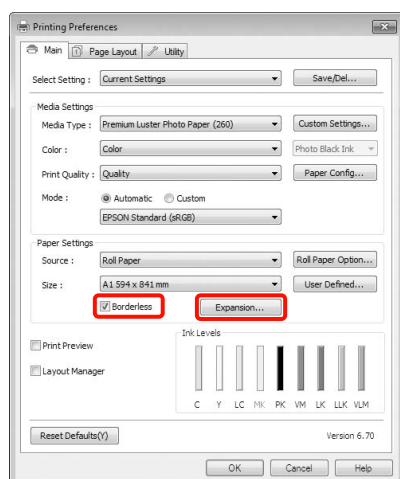 Printing Preferences
Main Page Layout Utility
Select Setting : Current Settings Save/Del...
Media Settings
Media Type : Premium Luster Photo Paper (260) Custom Settings...
Color : Color Photo Black Ink
Print Quality : Quality Paper Config...
Mode : Automatic Custom
EPSON Standard (sRGB)
Paper Settings
Source : Roll Paper Roll Paper Option...
Size : A1 594 x 841 mm User Defined...
Borderless Expansion...
Ink Levels
Print Preview
Layout Manager
C Y LC MK PK VM LK LLK VLM
Reset Defaults(Y) Version 6.70
OK Cancel Help